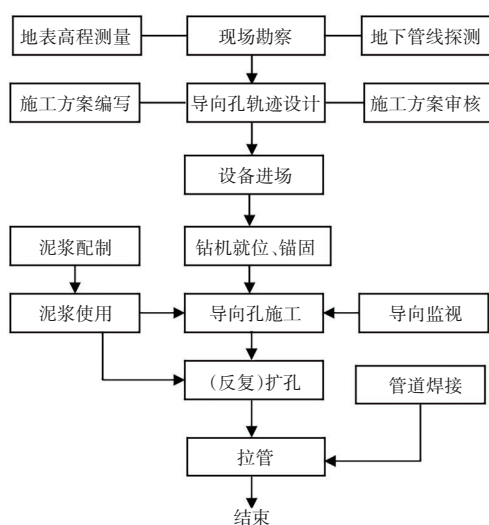 地表高程测量
现场勘察
地下管线探测
施工方案编写
导向孔轨迹设计
施工方案审核
设备进场
泥浆配制
钻机就位、锚固
泥浆使用
导向孔施工
导向监视
(反复)扩孔
管道焊接
拉管
结束